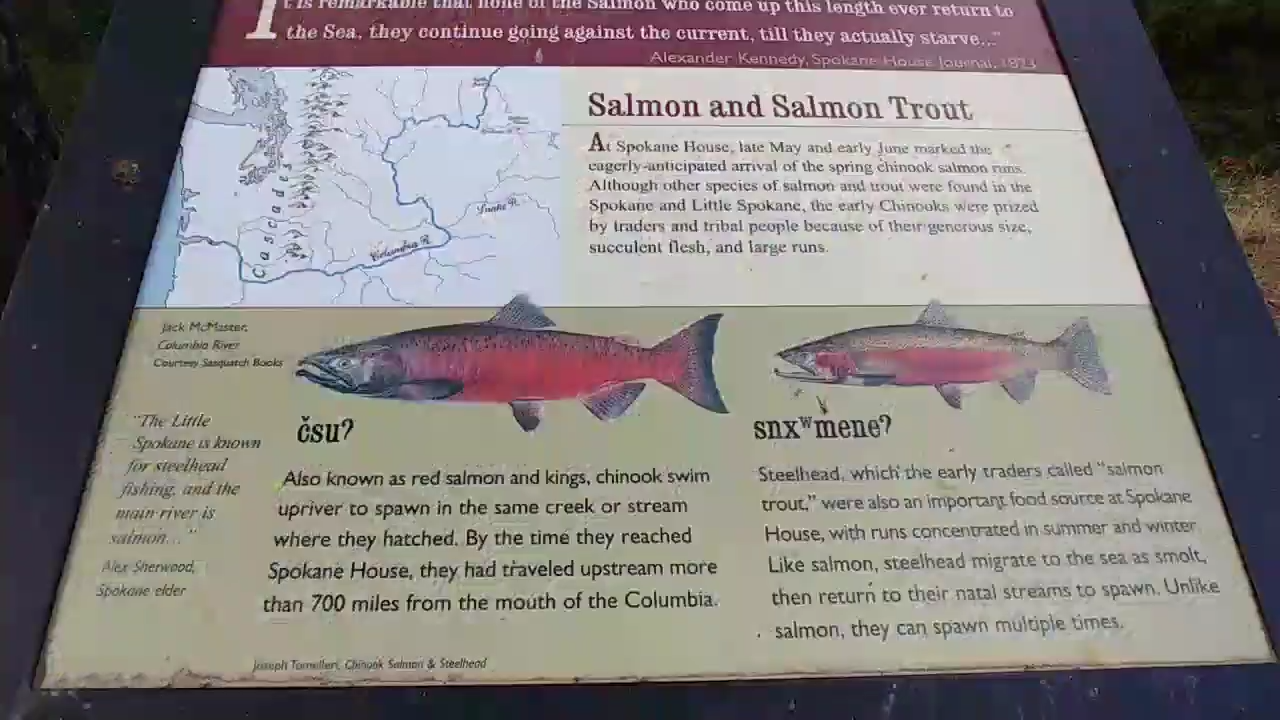 It is remarkable that none of the Salmon who come up this length ever return to
the Sea, they continue going against the current, till they actually starve..."
Alexander Kennedy, Spokane House Journal, 1823
Salmon and Salmon Trout
At Spokane House, late May and early June marked the
eagerly-anticipated arrival of the spring chinook salmon runs.
Although other species of salmon and trout were found in the
Spokane and Little Spokane, the early Chinooks were prized
by traders and tribal people because of their generous size,
succulent flesh, and large runs.
Cascades
Snake R.
Columbia R.
Jack McMaster,
Columbia River
Courtesy Sasquatch Books
"The Little
Spokane is known
for steelhead
fishing, and the
main river is
salmon..."
Alex Sherwood,
Spokane elder
čsu?
Also known as red salmon and kings, chinook swim
upriver to spawn in the same creek or stream
where they hatched. By the time they reached
Spokane House, they had traveled upstream more
than 700 miles from the mouth of the Columbia.
snxʷmene?
Steelhead, which the early traders called "salmon
trout," were also an important food source at Spokane
House, with runs concentrated in summer and winter.
Like salmon, steelhead migrate to the sea as smolt,
then return to their natal streams to spawn. Unlike
salmon, they can spawn multiple times.
Joseph Tomelleri, Chinook Salmon & Steelhead